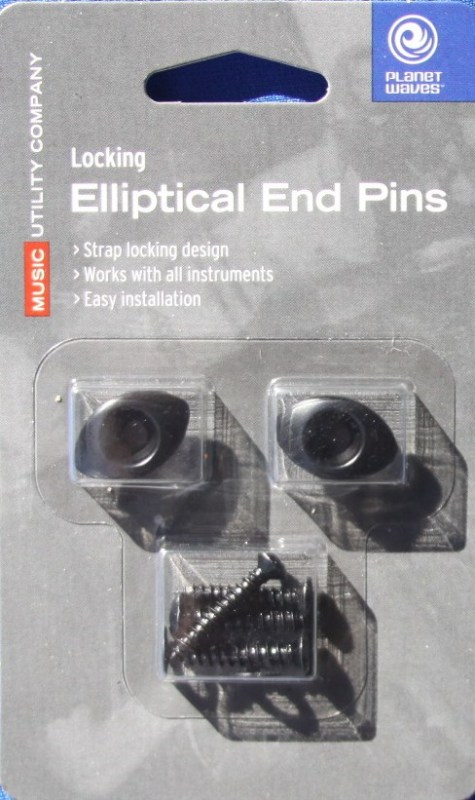 PLANET
WAVES
MUSIC UTILITY COMPANY
Locking
Elliptical End Pins
> Strap locking design
> Works with all instruments
> Easy installation